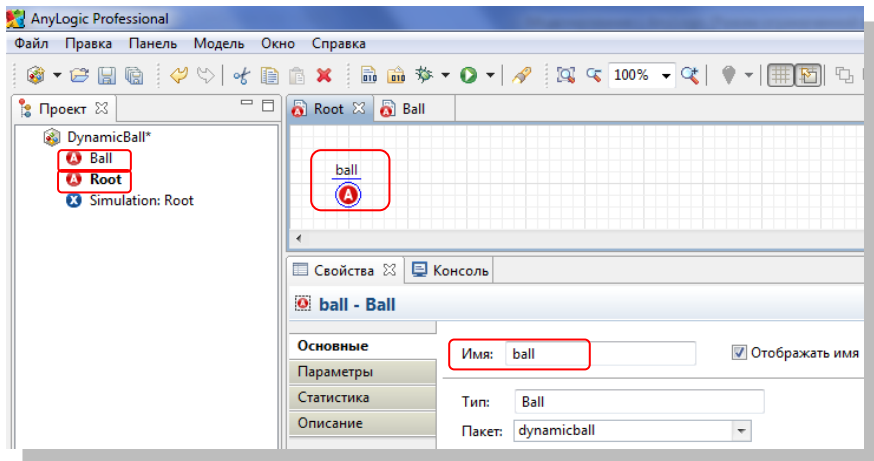 AnyLogic Professional
Файл Правка Панель Модель Окно Справка
100%
Проект
DynamicBall*
Ball
Root
Simulation: Root
Root Ball
ball
Свойства Консоль
ball - Ball
Основные
Параметры
Статистика
Описание
Имя: ball Отображать имя
Тип: Ball
Пакет: dynamicball